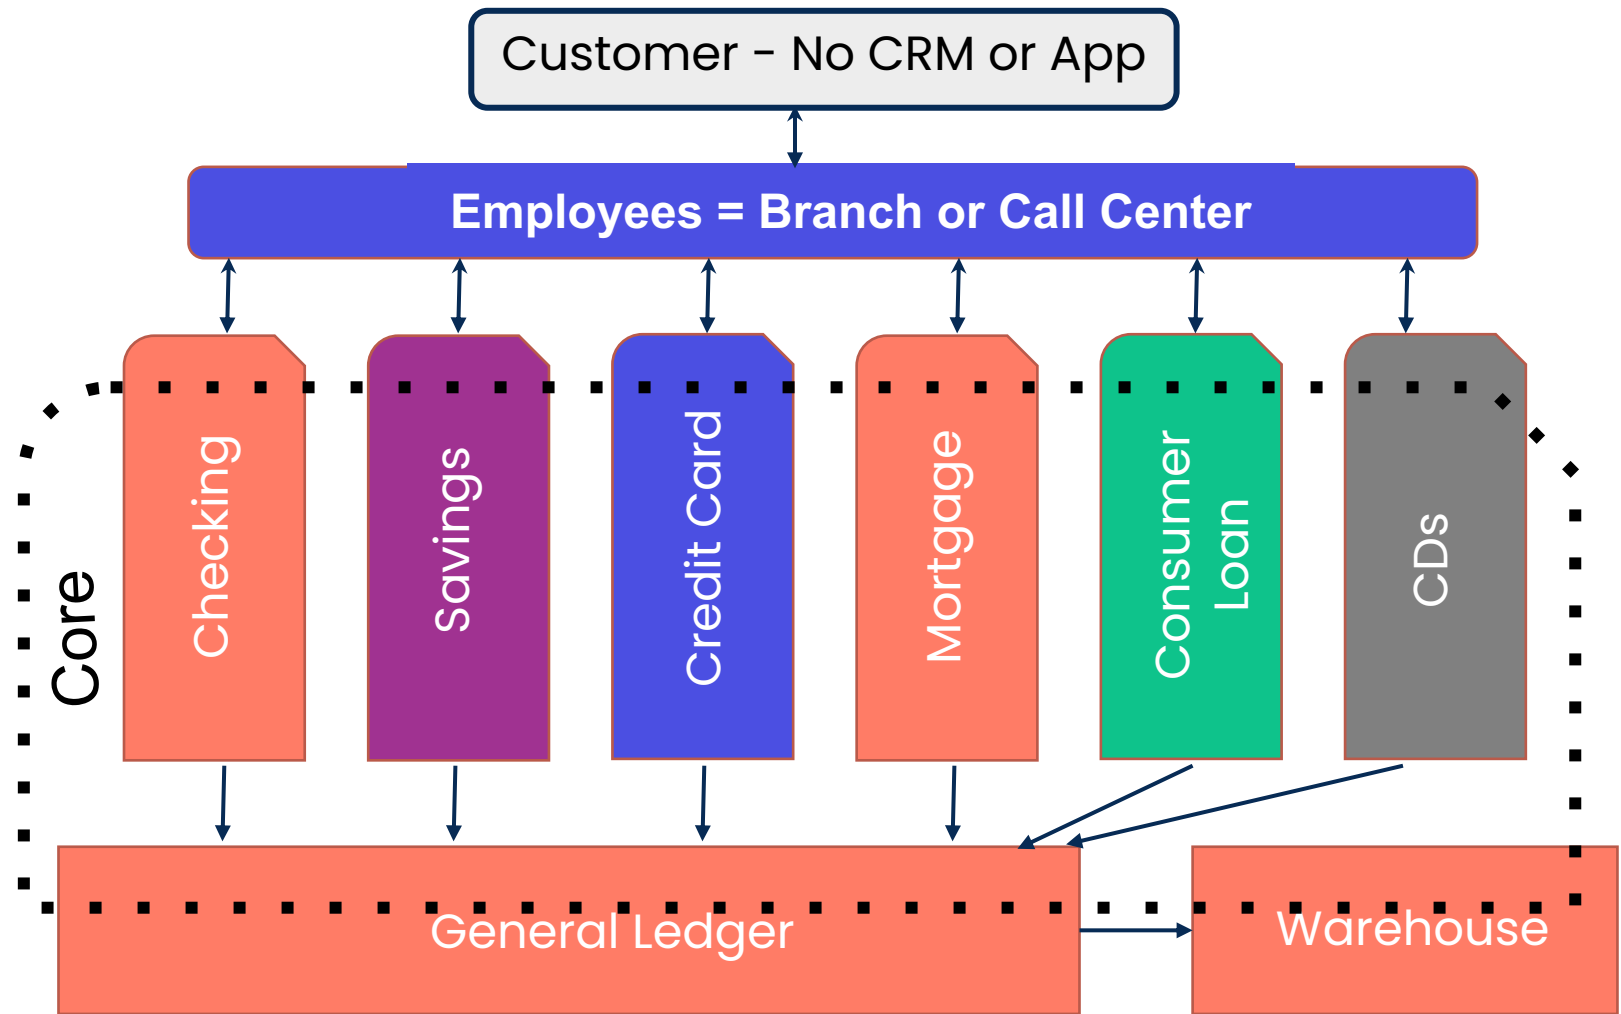 Customer - No CRM or App
Employees = Branch or Call Center
Core
Checking
Savings
Credit Card
Mortgage
Consumer
Loan
CDs
General Ledger
Warehouse